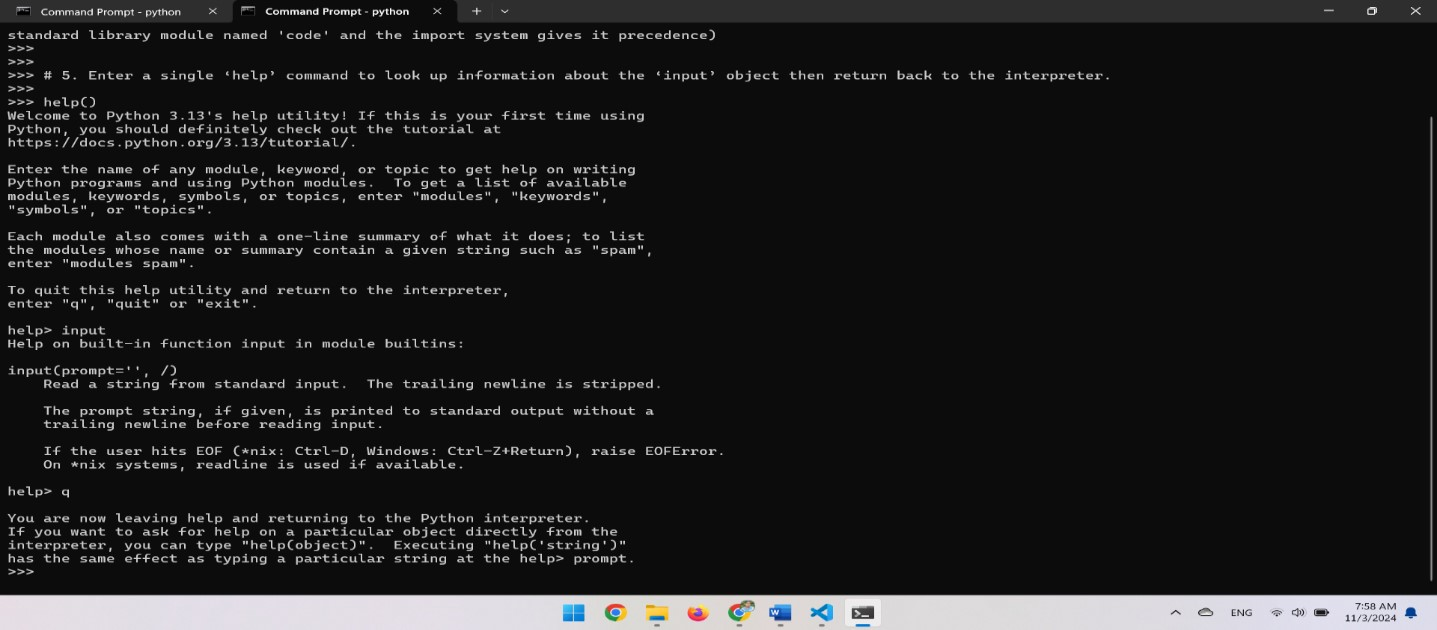 Command Prompt - python
Command Prompt - python
standard library module named 'code' and the import system gives it precedence)
>>>
>>>
>>> # 5. Enter a single ‘help’ command to look up information about the ‘input’ object then return back to the interpreter.
>>>
>>> help()
Welcome to Python 3.13's help utility! If this is your first time using
Python, you should definitely check out the tutorial at
https://docs.python.org/3.13/tutorial/.
Enter the name of any module, keyword, or topic to get help on writing
Python programs and using Python modules.  To get a list of available
modules, keywords, symbols, or topics, enter "modules", "keywords",
"symbols", or "topics".
Each module also comes with a one-line summary of what it does; to list
the modules whose name or summary contain a given string such as "spam",
enter "modules spam".
To quit this help utility and return to the interpreter,
enter "q", "quit" or "exit".
help> input
Help on built-in function input in module builtins:
input(prompt='', /)
    Read a string from standard input.  The trailing newline is stripped.
    The prompt string, if given, is printed to standard output without a
    trailing newline before reading input.
    If the user hits EOF (*nix: Ctrl-D, Windows: Ctrl-Z+Return), raise EOFError.
    On *nix systems, readline is used if available.
help> q
You are now leaving help and returning to the Python interpreter.
If you want to ask for help on a particular object directly from the
interpreter, you can type "help(object)".  Executing "help('string')"
has the same effect as typing a particular string at the help> prompt.
>>>
ENG
7:58 AM
11/3/2024